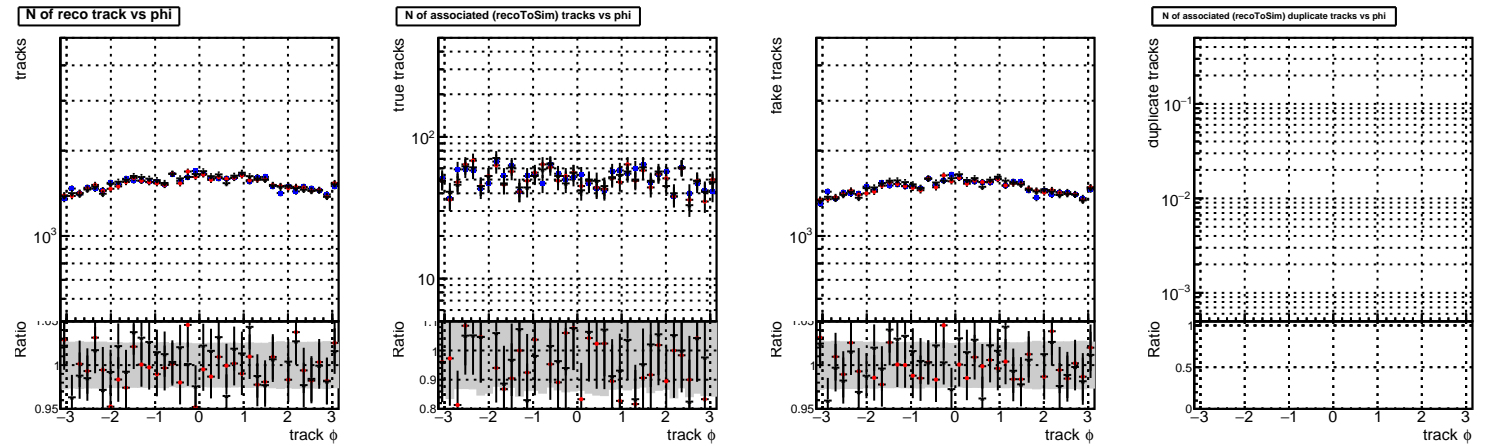 N of reco track vs phi
tracks
10³
Ratio
1.05
1
0.95
−3 −2 −1 0 1 2 3
track ϕ
N of associated (recoToSim) tracks vs phi
true tracks
10²
10
Ratio
1.1
1
0.9
0.8
−3 −2 −1 0 1 2 3
track ϕ
fake tracks
10³
Ratio
1.05
1
0.95
−3 −2 −1 0 1 2 3
track ϕ
N of associated (recoToSim) duplicate tracks vs phi
duplicate tracks
10⁻¹
10⁻²
10⁻³
Ratio
1
0.5
0
−3 −2 −1 0 1 2 3
track ϕ